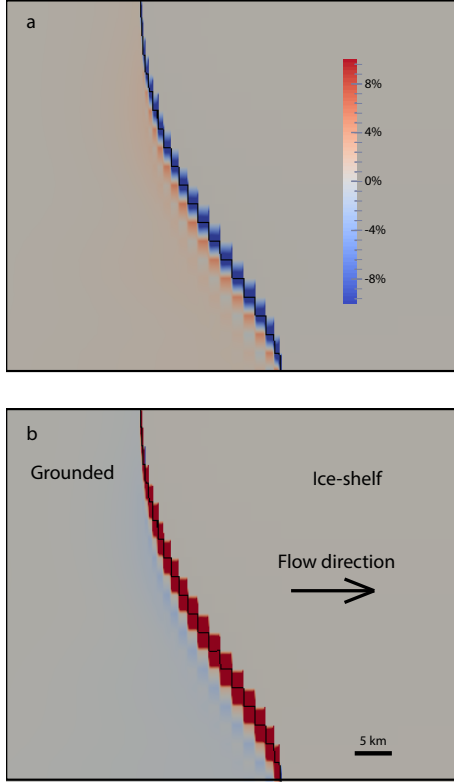 a
8%
4%
0%
-4%
-8%
b
Grounded
Ice-shelf
Flow direction
5 km